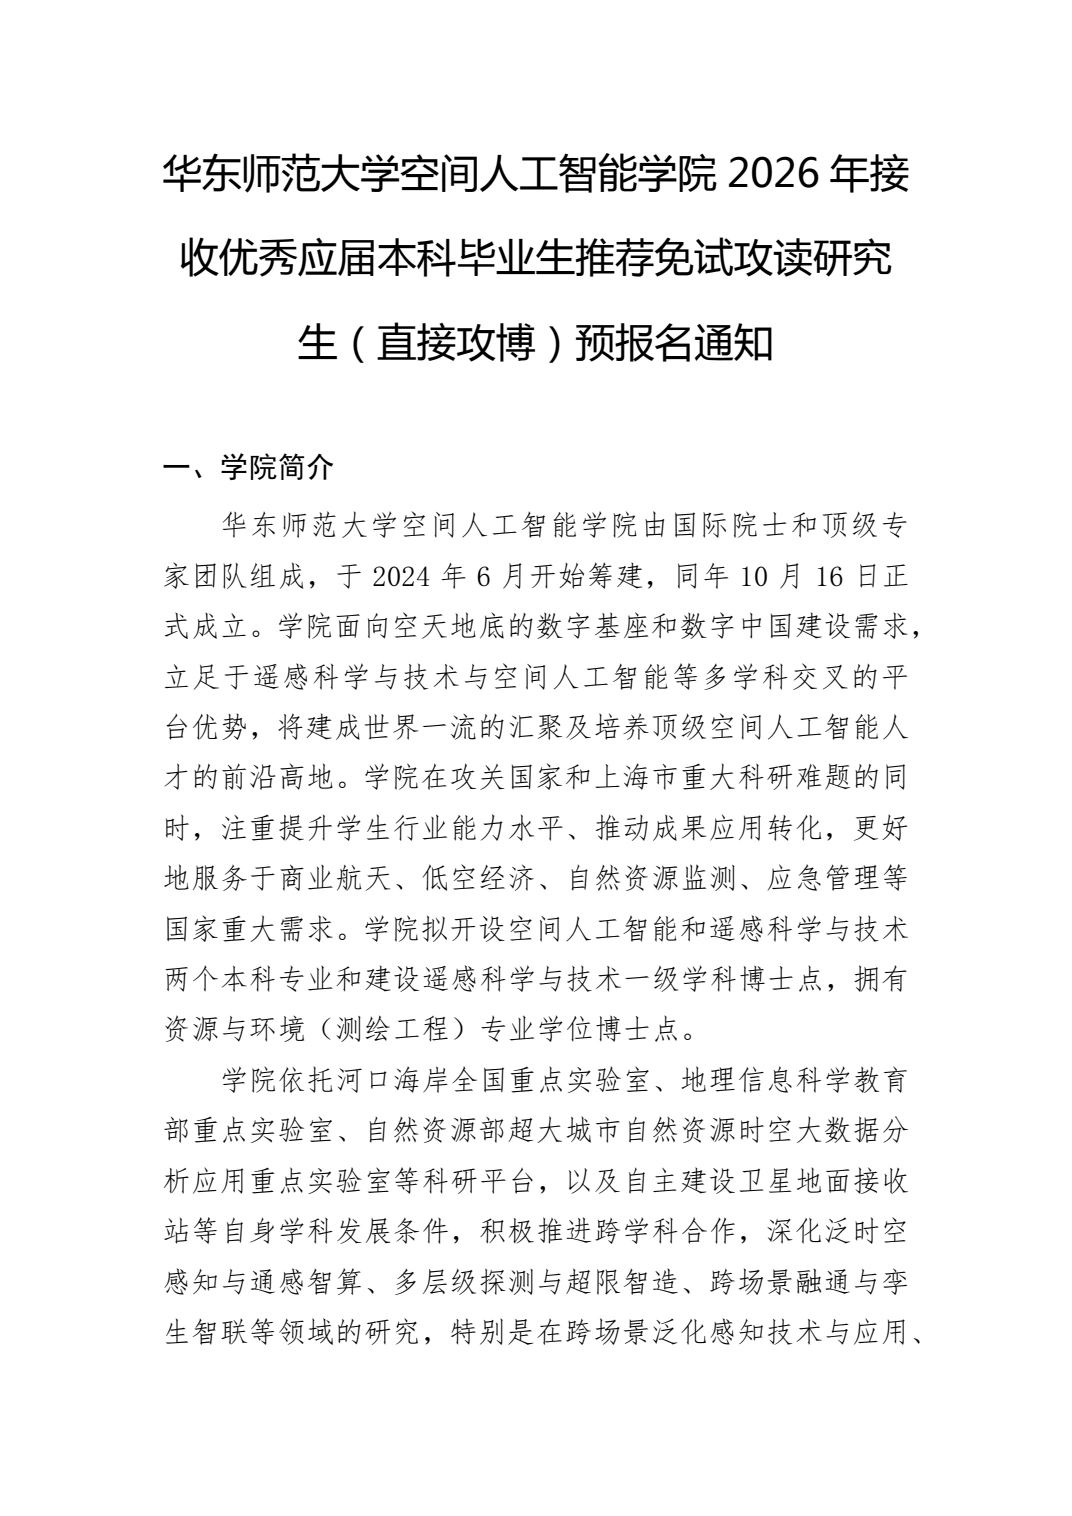 华东师范大学空间人工智能学院 2026 年接
收优秀应届本科毕业生推荐免试攻读研究
生（直接攻博）预报名通知
一、学院简介
华东师范大学空间人工智能学院由国际院士和顶级专
家团队组成，于 2024 年 6 月开始筹建，同年 10 月 16 日正
式成立。学院面向空天地底的数字基座和数字中国建设需求，
立足于遥感科学与技术与空间人工智能等多学科交叉的平
台优势，将建成世界一流的汇聚及培养顶级空间人工智能人
才的前沿高地。学院在攻关国家和上海市重大科研难题的同
时，注重提升学生行业能力水平、推动成果应用转化，更好
地服务于商业航天、低空经济、自然资源监测、应急管理等
国家重大需求。学院拟开设空间人工智能和遥感科学与技术
两个本科专业和建设遥感科学与技术一级学科博士点，拥有
资源与环境（测绘工程）专业学位博士点。
学院依托河口海岸全国重点实验室、地理信息科学教育
部重点实验室、自然资源部超大城市自然资源时空大数据分
析应用重点实验室等科研平台，以及自主建设卫星地面接收
站等自身学科发展条件，积极推进跨学科合作，深化泛时空
感知与通感智算、多层级探测与超限智造、跨场景融通与孪
生智联等领域的研究，特别是在跨场景泛化感知技术与应用、